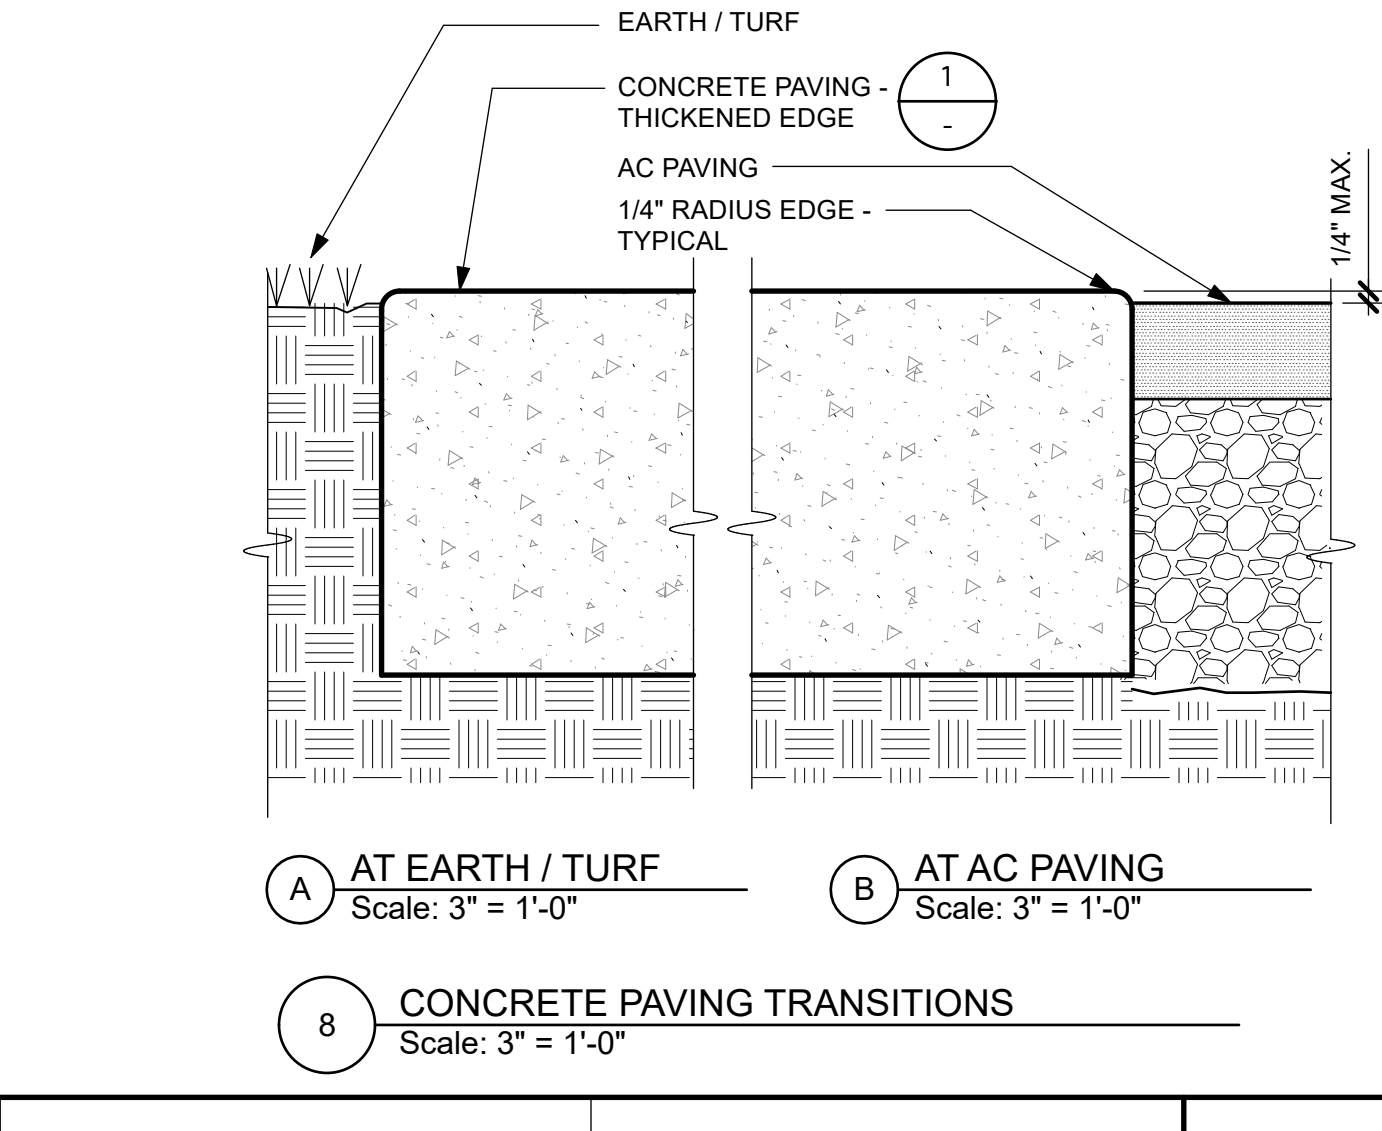 EARTH / TURF
CONCRETE PAVING -
THICKENED EDGE
1
-
AC PAVING
1/4" RADIUS EDGE -
TYPICAL
1/4" MAX.
A
AT EARTH / TURF
Scale: 3" = 1'-0"
B
AT AC PAVING
Scale: 3" = 1'-0"
8
CONCRETE PAVING TRANSITIONS
Scale: 3" = 1'-0"